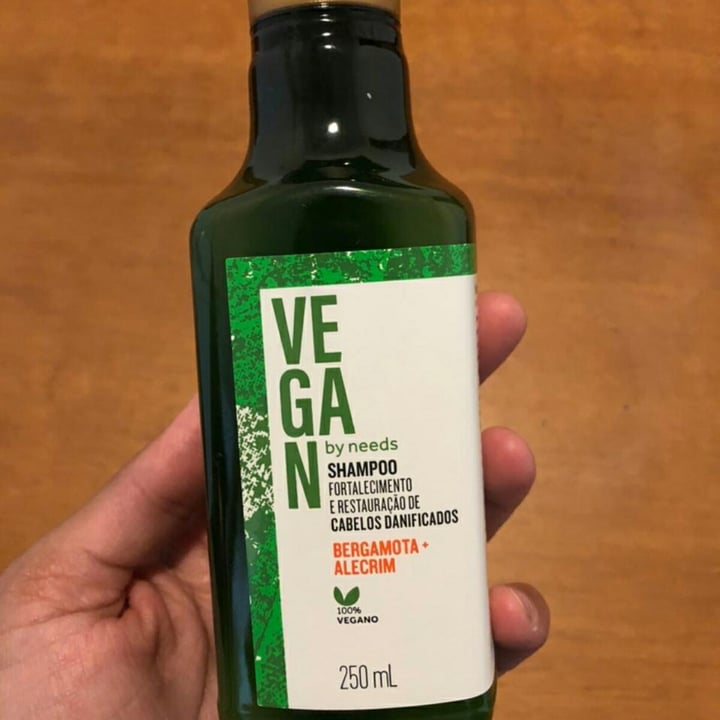 VE
GA
N
by needs
SHAMPOO
FORTALECIMENTO
E RESTAURAÇÃO DE
CABELOS DANIFICADOS
BERGAMOTA +
ALECRIM
100%
VEGANO
250 mL